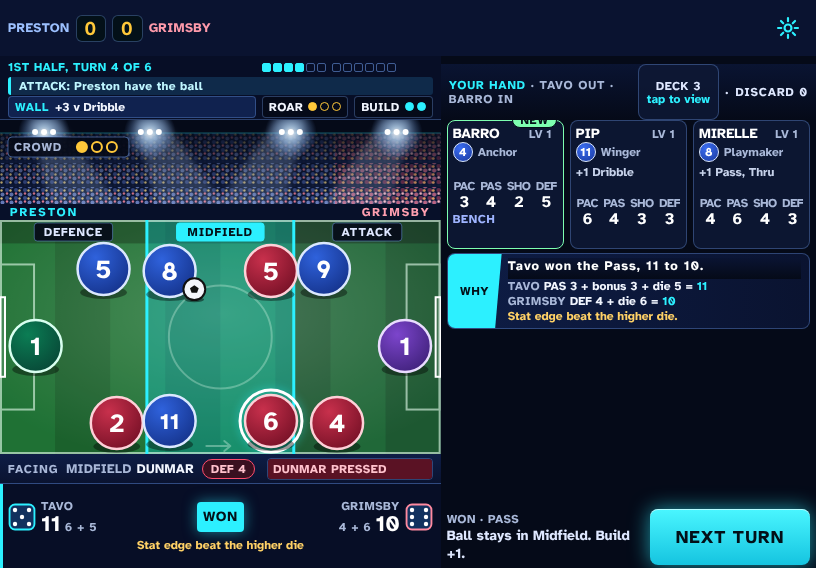 PRESTON 0 0 GRIMSBY
1ST HALF, TURN 4 OF 6
ATTACK: Preston have the ball
WALL +3 v Dribble
ROAR
BUILD
CROWD
PRESTON
GRIMSBY
DEFENCE
MIDFIELD
ATTACK
5
8
5
9
1
1
2
11
6
4
FACING MIDFIELD DUNMAR DEF 4 DUNMAR PRESSED
TAVO
11 6 + 5
WON
GRIMSBY
4 + 6 10
Stat edge beat the higher die
YOUR HAND · TAVO OUT ·
BARRO IN
DECK 3
tap to view
· DISCARD 0
NEW
BARRO LV 1
4 Anchor
PAC PAS SHO DEF
3 4 2 5
BENCH
PIP LV 1
11 Winger
+1 Dribble
PAC PAS SHO DEF
6 4 3 3
MIRELLE LV 1
8 Playmaker
+1 Pass, Thru
PAC PAS SHO DEF
4 6 4 3
WHY
Tavo won the Pass, 11 to 10.
TAVO PAS 3 + bonus 3 + die 5 = 11
GRIMSBY DEF 4 + die 6 = 10
Stat edge beat the higher die.
WON · PASS
Ball stays in Midfield. Build
+1.
NEXT TURN